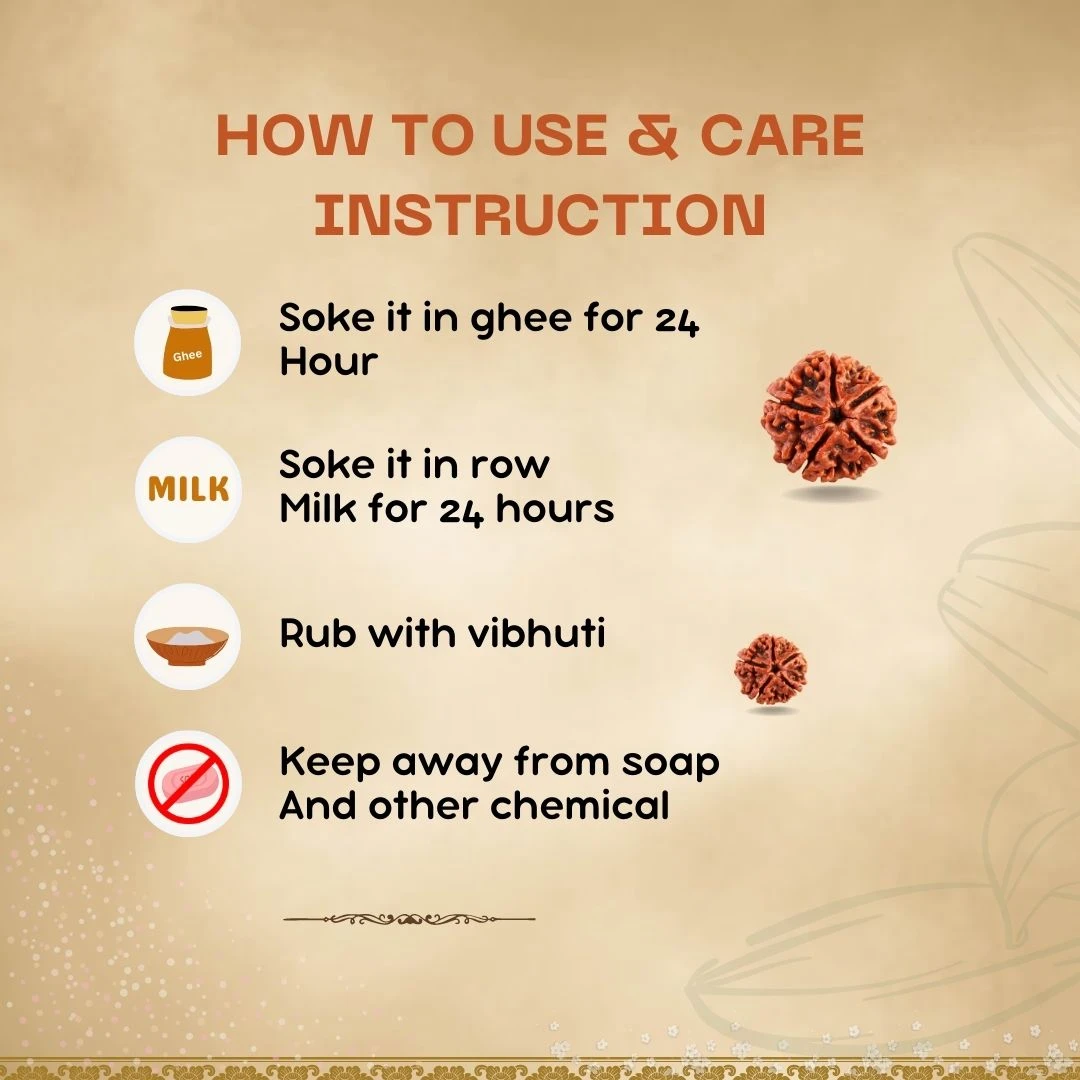 HOW TO USE & CARE
INSTRUCTION
Ghee
Soke it in ghee for 24
Hour
MILK
Soke it in row
Milk for 24 hours
Rub with vibhuti
Keep away from soap
And other chemical